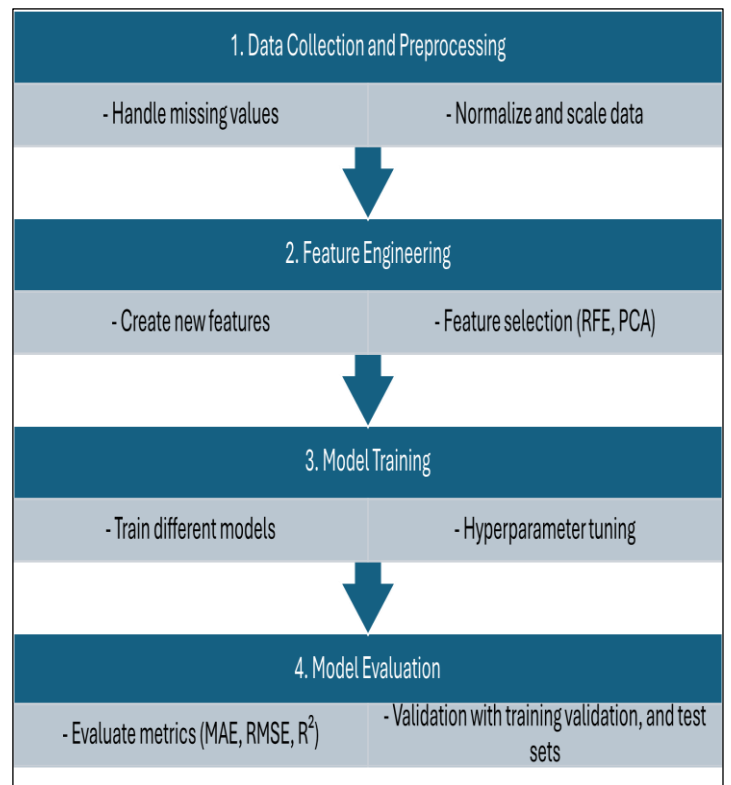 1. Data Collection and Preprocessing
- Handle missing values
- Normalize and scale data
2. Feature Engineering
- Create new features
- Feature selection (RFE, PCA)
3. Model Training
- Train different models
- Hyperparameter tuning
4. Model Evaluation
- Evaluate metrics (MAE, RMSE, R²)
- Validation with training validation, and test
sets